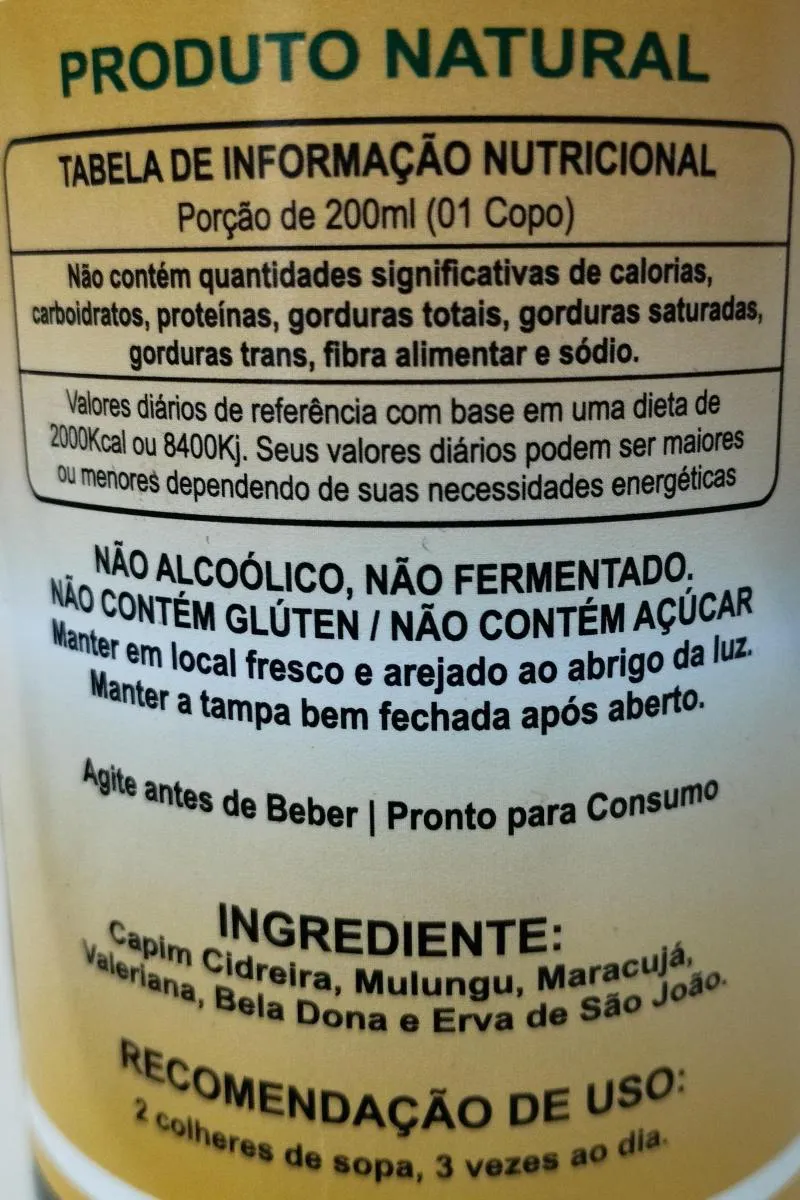 PRODUTO NATURAL
TABELA DE INFORMAÇÃO NUTRICIONAL
Porção de 200ml (01 Copo)
Não contém quantidades significativas de calorias,
carboidratos, proteínas, gorduras totais, gorduras saturadas,
gorduras trans, fibra alimentar e sódio.
Valores diários de referência com base em uma dieta de
2000Kcal ou 8400Kj. Seus valores diários podem ser maiores
ou menores dependendo de suas necessidades energéticas
NÃO ALCOÓLICO, NÃO FERMENTADO.
NÃO CONTÉM GLÚTEN / NÃO CONTÉM AÇÚCAR
Manter em local fresco e arejado ao abrigo da luz.
Manter a tampa bem fechada após aberto.
Agite antes de Beber | Pronto para Consumo
INGREDIENTE:
Capim Cidreira, Mulungu, Maracujá,
Valeriana, Bela Dona e Erva de São João.
RECOMENDAÇÃO DE USO:
2 colheres de sopa, 3 vezes ao dia.